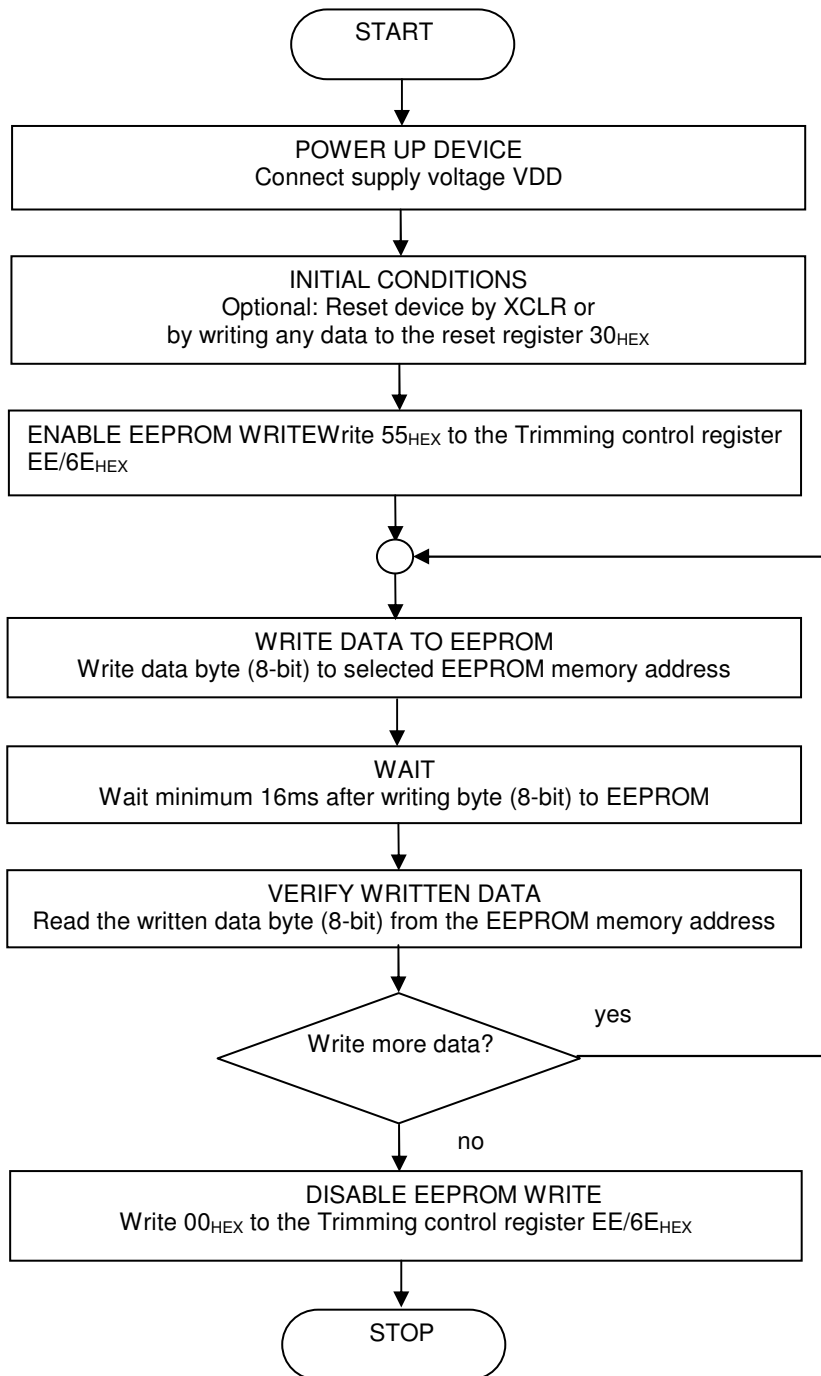 START
POWER UP DEVICE
Connect supply voltage VDD
INITIAL CONDITIONS
Optional: Reset device by XCLR or
by writing any data to the reset register 30HEX
ENABLE EEPROM WRITEWrite 55HEX to the Trimming control register
EE/6EHEX
WRITE DATA TO EEPROM
Write data byte (8-bit) to selected EEPROM memory address
WAIT
Wait minimum 16ms after writing byte (8-bit) to EEPROM
VERIFY WRITTEN DATA
Read the written data byte (8-bit) from the EEPROM memory address
yes
Write more data?
no
DISABLE EEPROM WRITE
Write 00HEX to the Trimming control register EE/6EHEX
STOP